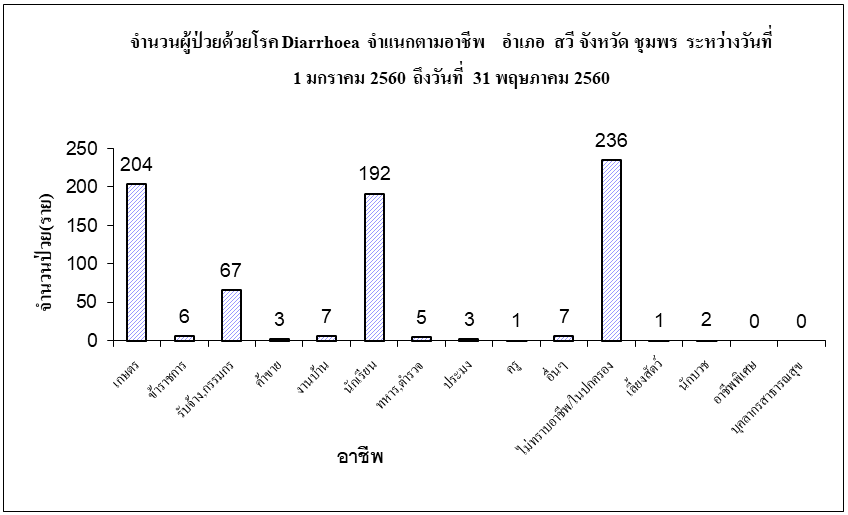 จำนวนผู้ป่วยด้วยโรค Diarrhoea จำแนกตามอาชีพ อำเภอ สวี จังหวัด ชุมพร ระหว่างวันที่
1 มกราคม 2560 ถึงวันที่ 31 พฤษภาคม 2560
จำนวนป่วย(ราย)
250
200
150
100
50
0
204
6
67
3
7
192
5
3
1
7
236
1
2
0
0
เกษตร
ข้าราชการ
รับจ้าง,กรรมกร
ค้าขาย
งานบ้าน
นักเรียน
ทหาร,ตำรวจ
ประมง
ครู
อื่นๆ
ไม่ทราบอาชีพ/ในปกครอง
เลี้ยงสัตว์
นักบวช
อาชีพพิเศษ
บุคลากรสาธารณสุข
อาชีพ